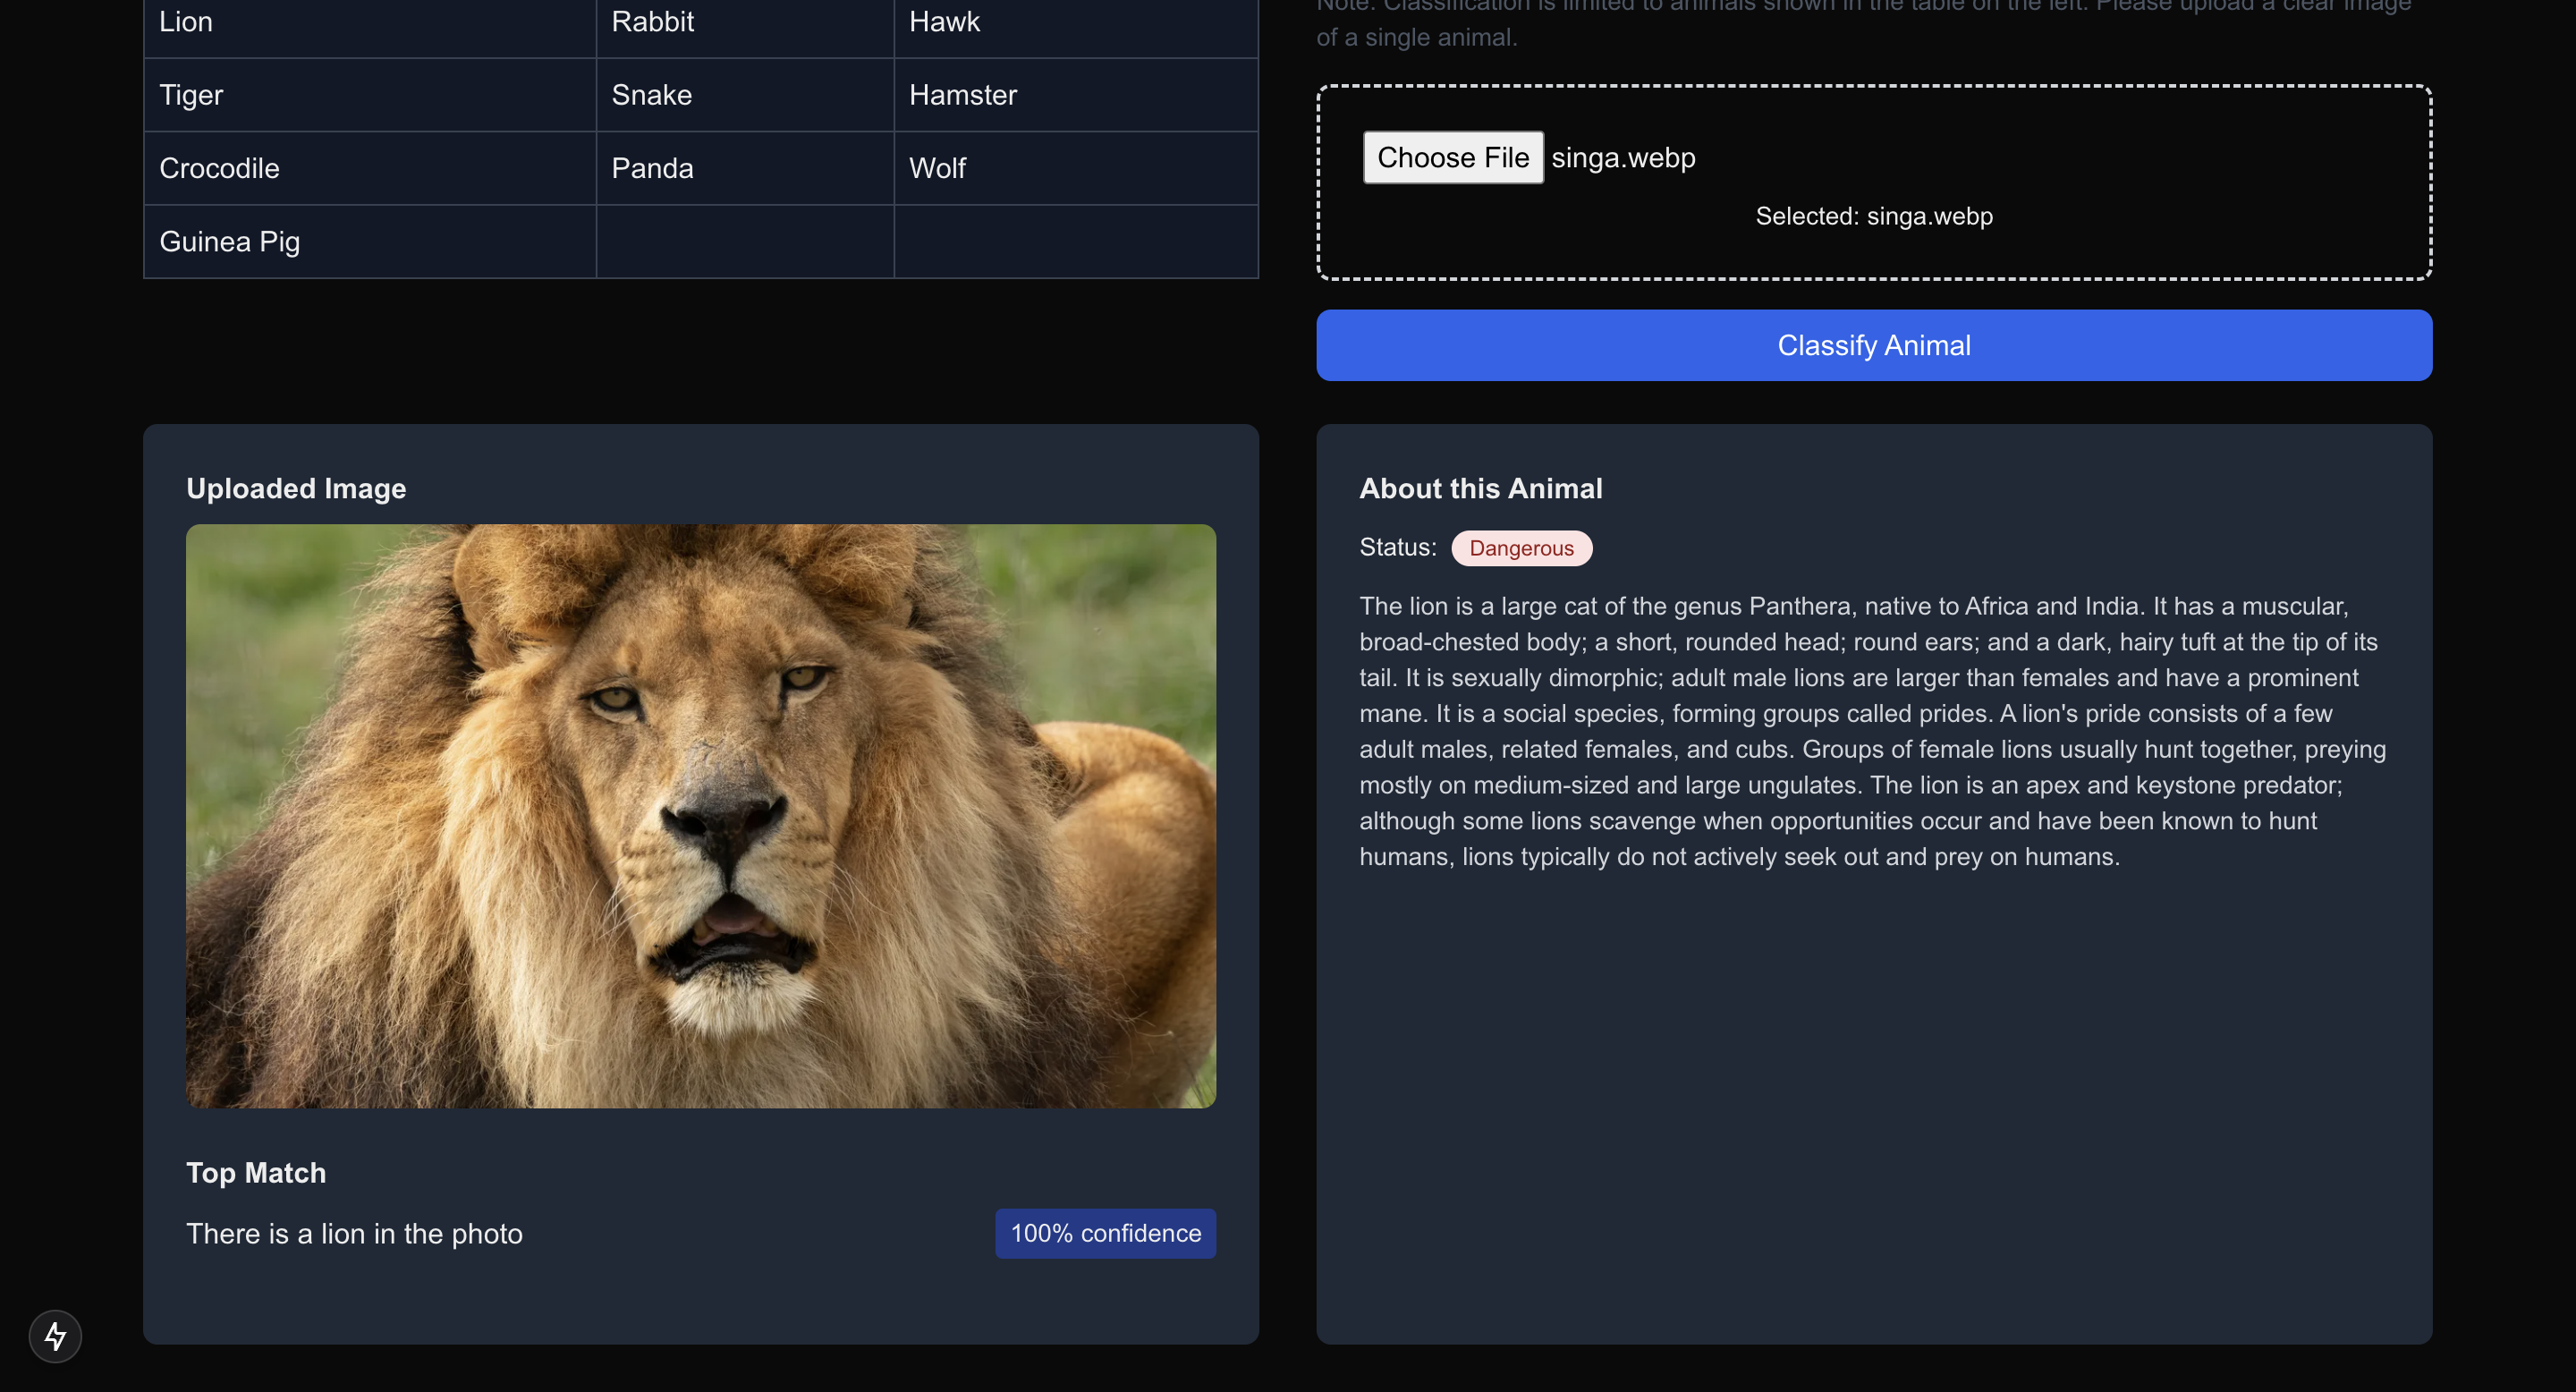 Lion Rabbit Hawk
Tiger Snake Hamster
Crocodile Panda Wolf
Guinea Pig
Note: Classification is limited to animals shown in the table on the left. Please upload a clear image
of a single animal.
Choose File singa.webp
Selected: singa.webp
Classify Animal
Uploaded Image
Top Match
There is a lion in the photo
100% confidence
About this Animal
Status: Dangerous
The lion is a large cat of the genus Panthera, native to Africa and India. It has a muscular,
broad-chested body; a short, rounded head; round ears; and a dark, hairy tuft at the tip of its
tail. It is sexually dimorphic; adult male lions are larger than females and have a prominent
mane. It is a social species, forming groups called prides. A lion's pride consists of a few
adult males, related females, and cubs. Groups of female lions usually hunt together, preying
mostly on medium-sized and large ungulates. The lion is an apex and keystone predator;
although some lions scavenge when opportunities occur and have been known to hunt
humans, lions typically do not actively seek out and prey on humans.